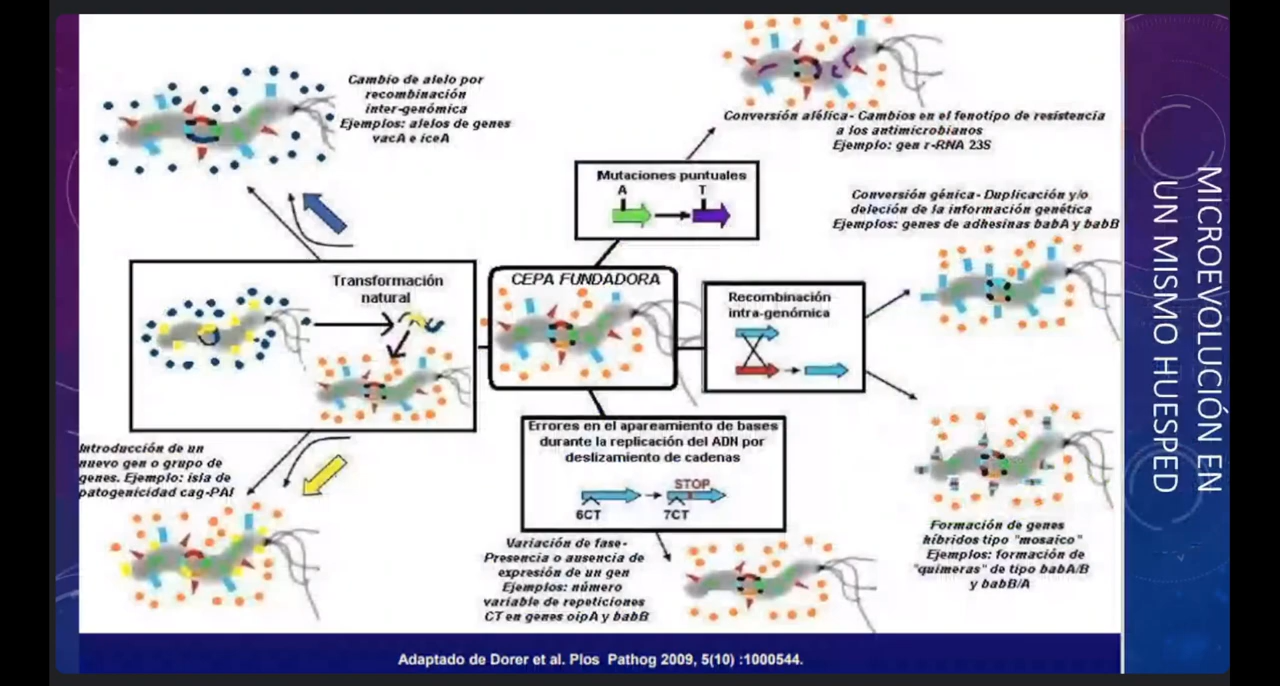 Cambio de alelo por
recombinación
inter-genómica
Ejemplos: alelos de genes
vacA e iceA
Conversión alélica- Cambios en el fenotipo de resistencia
a los antimicrobianos
Ejemplo: gen r-RNA 23S
Mutaciones puntuales
A
T
Conversión génica- Duplicación y/o
deleción de la información genética
Ejemplos: genes de adhesinas babA y babB
Transformación
natural
CEPA FUNDADORA
Recombinación
intra-genómica
Errores en el apareamiento de bases
durante la replicación del ADN por
deslizamiento de cadenas
STOP
6CT
7CT
Introducción de un
nuevo gen o grupo de
genes. Ejemplo: isla de
patogenicidad cag-PAI
Variación de fase-
Presencia o ausencia de
expresión de un gen
Ejemplos: número
variable de repeticiones
CT en genes oipA y babB
Formación de genes
híbridos tipo "mosaico"
Ejemplos: formación de
"quimeras" de tipo babA/B
y babB/A
Adaptado de Dorer et al. Plos Pathog 2009, 5(10) :1000544.
MICROEVOLUCIÓN EN
UN MISMO HUESPED